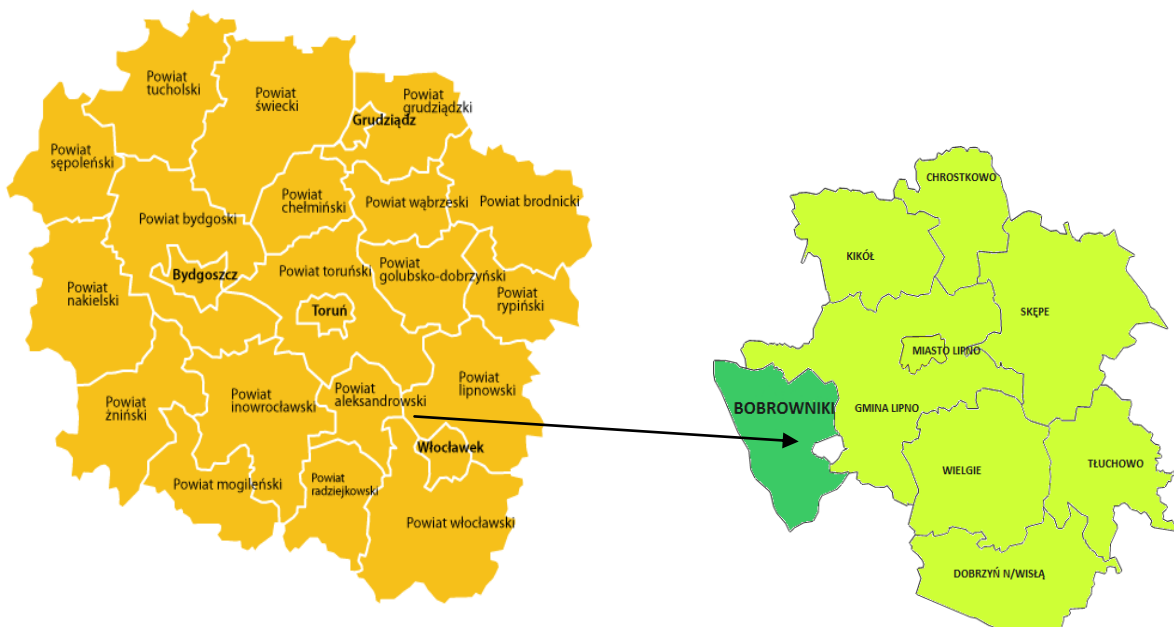 Powiat
tucholski
Powiat
świecki
Powiat
grudziądzki
Grudziądz
Powiat
sępoleński
Powiat
chełmiński
Powiat wąbrzeski
Powiat brodnicki
Powiat bydgoski
Bydgoszcz
Powiat toruński
Powiat
golubsko-dobrzyński
Powiat
nakielski
Powiat
rypiński
Toruń
Powiat
żniński
Powiat
inowrocławski
Powiat
aleksandrowski
Powiat
lipnowski
Włocławek
Powiat mogileński
Powiat
radziejkowski
Powiat włocławski
CHROSTKOWO
KIKÓŁ
SKĘPE
MIASTO LIPNO
BOBROWNIKI
GMINA LIPNO
WIELGIE
TŁUCHOWO
DOBRZYŃ N/WISŁĄ